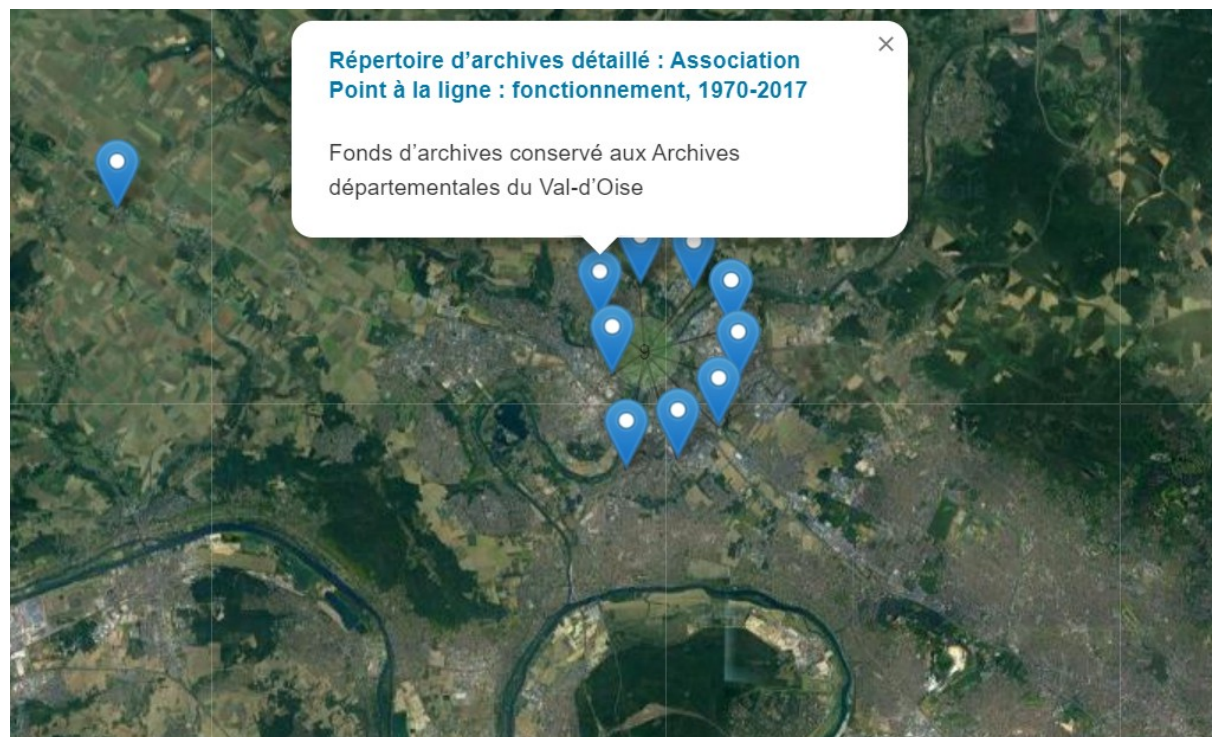 Répertoire d’archives détaillé : Association
Point à la ligne : fonctionnement, 1970-2017
Fonds d’archives conservé aux Archives
départementales du Val-d’Oise